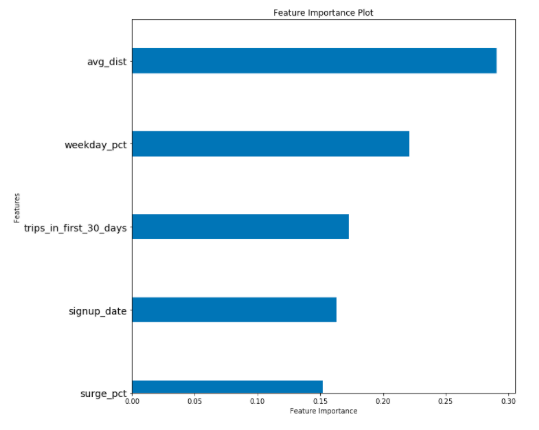 Feature Importance Plot
avg_dist
weekday_pct
trips_in_first_30_days
signup_date
surge_pct
Features
0.00 0.05 0.10 0.15 0.20 0.25 0.30
Feature Importance